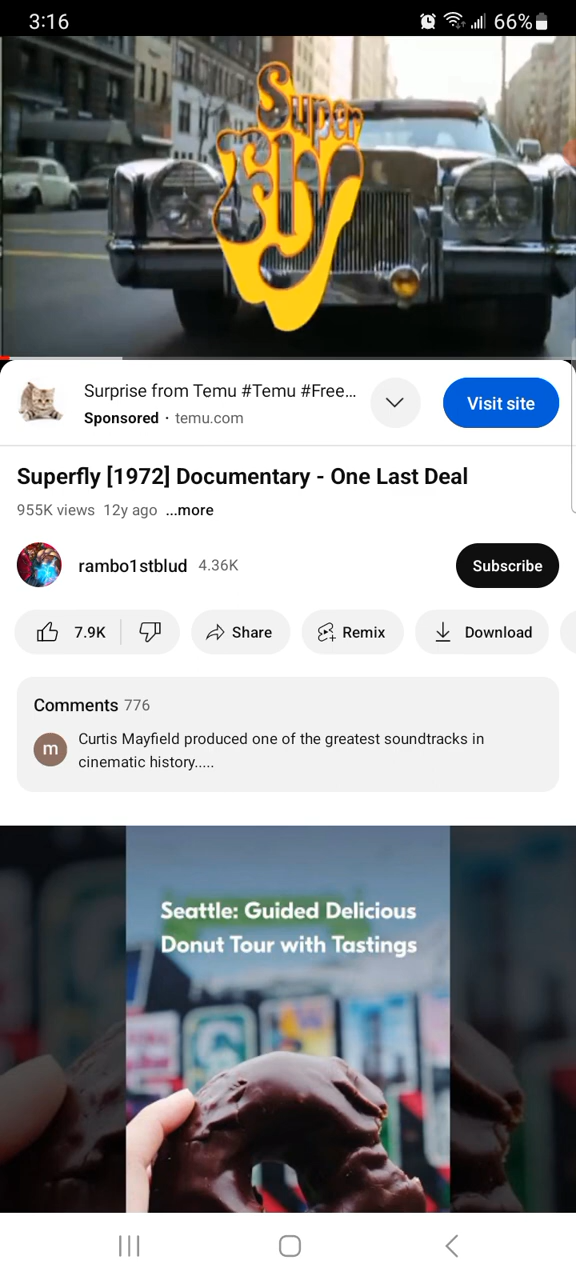 3:16
66%
Super
Fly
Surprise from Temu #Temu #Free...
Sponsored · temu.com
Visit site
Superfly [1972] Documentary - One Last Deal
955K views 12y ago ...more
rambo1stblud 4.36K
Subscribe
7.9K
Share
Remix
Download
Comments 776
m
Curtis Mayfield produced one of the greatest soundtracks in
cinematic history.....
Seattle: Guided Delicious
Donut Tour with Tastings